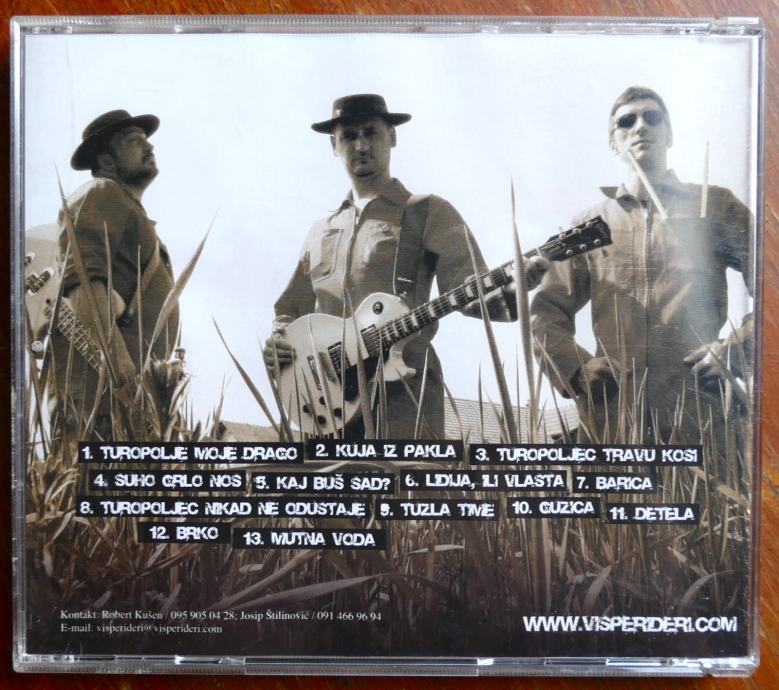 1. TUROPOLJE MOJE DRAGO 2. KUJA IZ PAKLA 3. TUROPOLJEC TRAVU KOSI
4. SUHO GRLO NOS 5. KAJ BUŠ SAD? 6. LIDIJA, ILI VLASTA 7. BARICA
8. TUROPOLJEC NIKAD NE ODUSTAJE 9. TUZLA TIME 10. GUZICA 11. DETELA
12. BRKO 13. MUTNA VODA
Kontakt: Robert Kušen / 095 905 04 28; Josip Štilinović / 091 466 96 94
E-mail: visperideri@visperideri.com
WWW.VISPERIDERI.COM